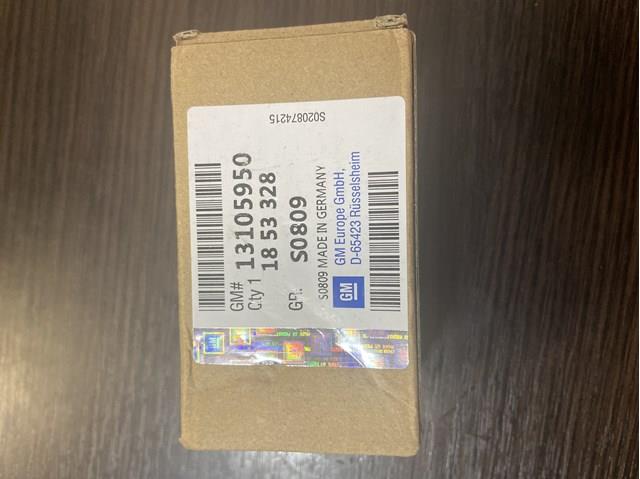 GM# 13105950
Qty 1 18 53 328
GR. S0809
S0809 MADE IN GERMANY
GM
GM Europe GmbH,
D-65423 Rüsselsheim
S020874215